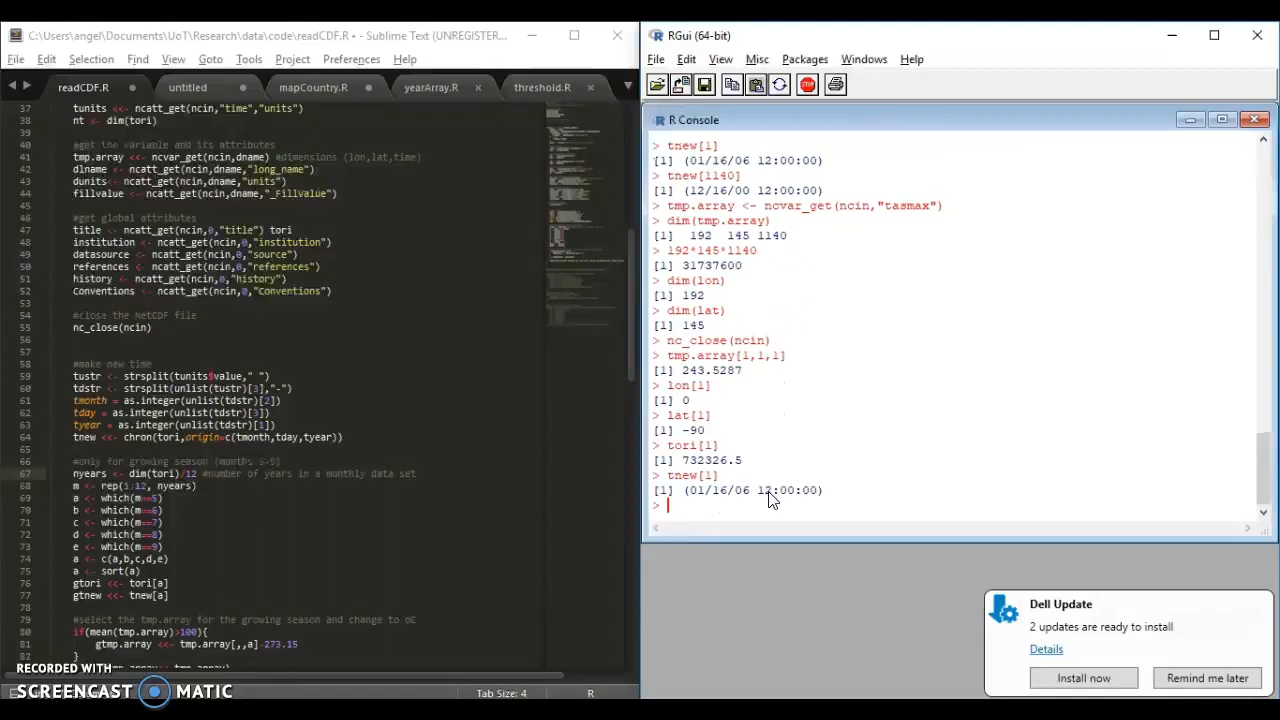 C:\Users\angel\Documents\UoT\Research\data\code\readCDF.R • - Sublime Text (UNREGISTER...
File Edit Selection Find View Goto Tools Project Preferences Help
readCDF.R untitled mapCountry.R yearArray.R threshold.R
37 tunits <<- ncatt_get(ncin,"time","units")
38 nt <- dim(tori)
39
40 #get the variable and its attributes
41 tmp.array <<- ncvar_get(ncin,dname) #dimensions (lon,lat,time)
42 dlname <- ncatt_get(ncin,dname,"long_name")
43 dunits<- ncatt_get(ncin,dname,"units")
44 fillvalue <- ncatt_get(ncin,dname,"_FillValue")
45
46 #get global attributes
47 title <- ncatt_get(ncin,0,"title") tori
48 institution <- ncatt_get(ncin,0,"institution")
49 datasource <- ncatt_get(ncin,0,"source")
50 references <- ncatt_get(ncin,0,"references")
51 history <- ncatt_get(ncin,0,"history")
52 Conventions <- ncatt_get(ncin,0,"Conventions")
53
54 #close the NetCDF file
55 nc_close(ncin)
56
57
58 #make new time
59 tustr <- strsplit(tunits$value," ")
60 tdstr <- strsplit(unlist(tustr)[3],"-")
61 tmonth = as.integer(unlist(tdstr)[2])
62 tday = as.integer(unlist(tdstr)[3])
63 tyear = as.integer(unlist(tdstr)[1])
64 tnew <<- chron(tori,origin=c(tmonth,tday,tyear))
65
66 #only for growing season (months 5-9)
67 nyears <- dim(tori)/12 #number of years in a monthly data set
68 m <- rep(1:12, nyears)
69 a <- which(m==5)
70 b <- which(m==6)
71 c <- which(m==7)
72 d <- which(m==8)
73 e <- which(m==9)
74 a <- c(a,b,c,d,e)
75 a <- sort(a)
76 gtori <- tori[a]
77 gtnew <<- tnew[a]
78
79 #select the tmp.array for the growing season and change to oC
80 if(mean(tmp.array)>100){
81 gtmp.array <<- tmp.array[,,a]-273.15
82 }
RECORDED WITH
SCREENCAST MATIC
Tab Size: 4 R
RGui (64-bit)
File Edit View Misc Packages Windows Help
STOP
R Console
> tnew[1]
[1] (01/16/06 12:00:00)
> tnew[1140]
[1] (12/16/00 12:00:00)
> tmp.array <- ncvar_get(ncin,"tasmax")
> dim(tmp.array)
[1] 192 145 1140
> 192*145*1140
[1] 31737600
> dim(lon)
[1] 192
> dim(lat)
[1] 145
> nc_close(ncin)
> tmp.array[1,1,1]
[1] 243.5287
> lon[1]
[1] 0
> lat[1]
[1] -90
> tori[1]
[1] 732326.5
> tnew[1]
[1] (01/16/06 12:00:00)
>
Dell Update
2 updates are ready to install
Details
Install now Remind me later